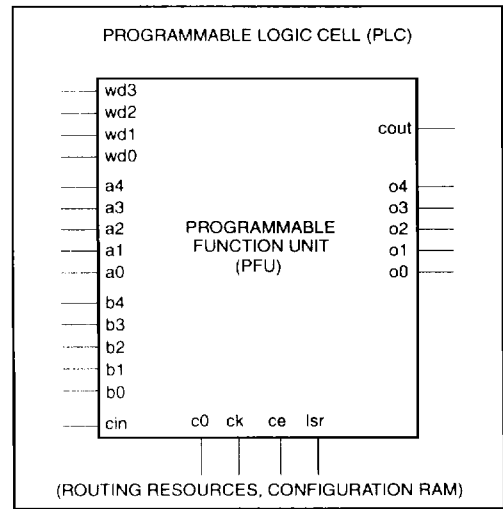 PROGRAMMABLE LOGIC CELL (PLC)
wd3
wd2
wd1
wd0
a4
a3
a2
a1
a0
b4
b3
b2
b1
b0
cin
PROGRAMMABLE
FUNCTION UNIT
(PFU)
cout
o4
o3
o2
o1
o0
c0 ck ce lsr
(ROUTING RESOURCES, CONFIGURATION RAM)